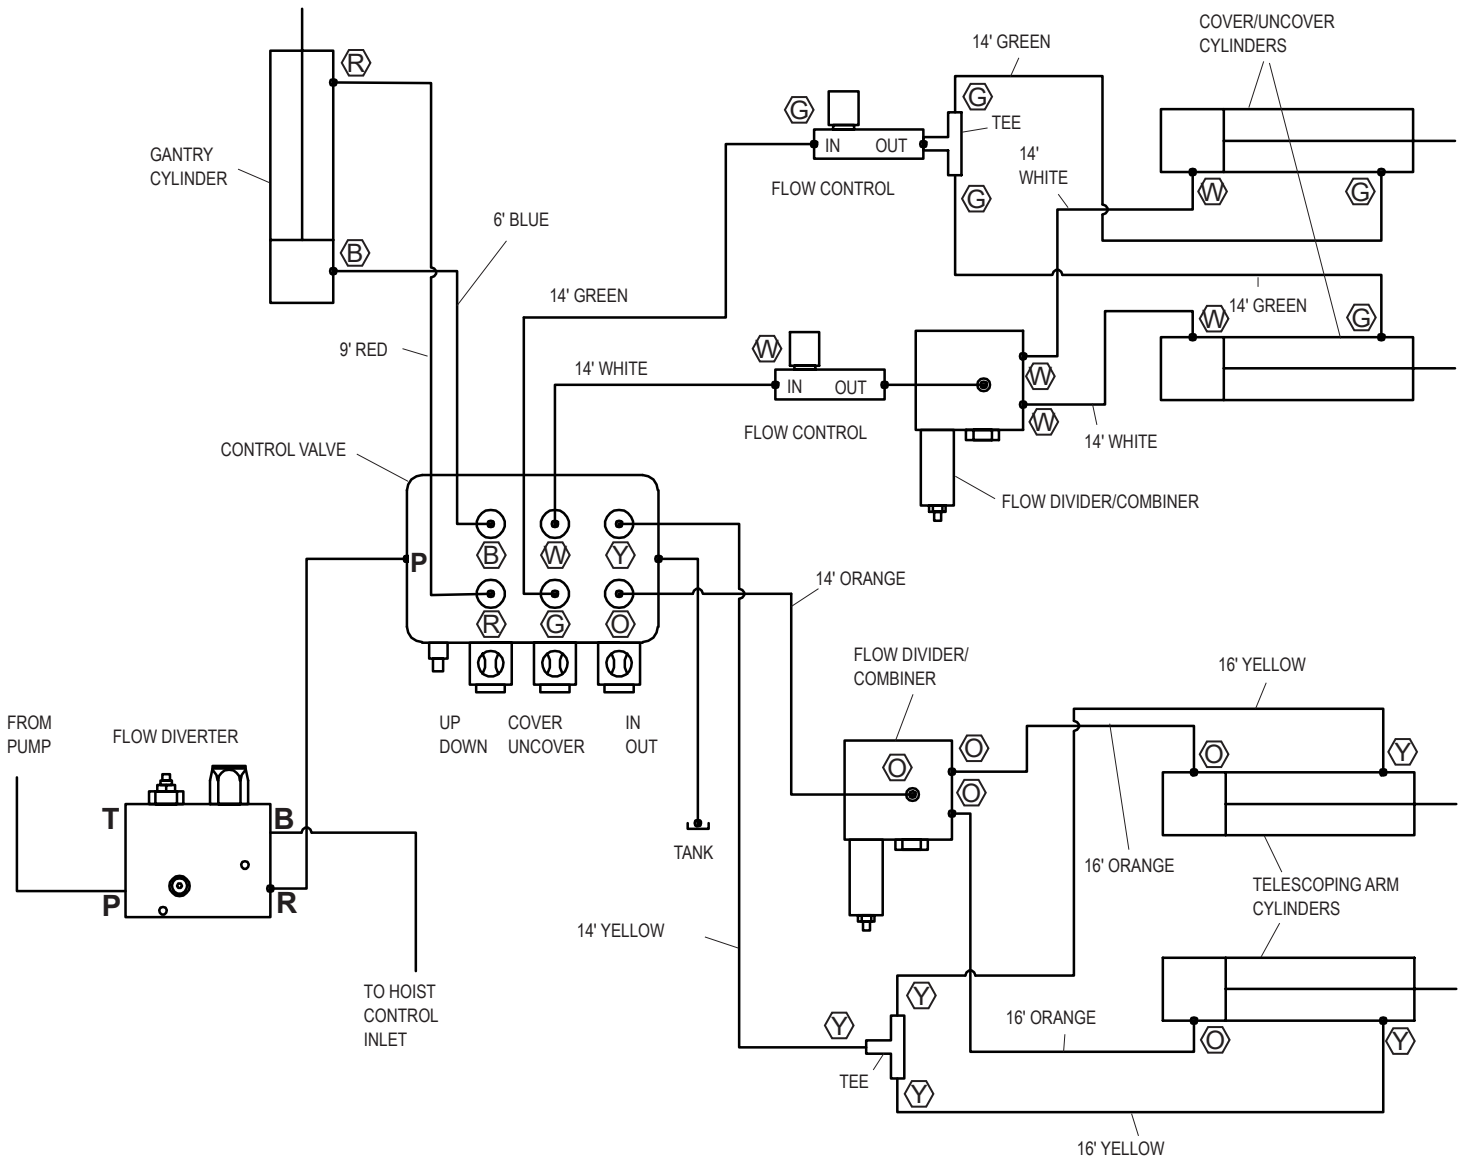 COVER/UNCOVER
CYLINDERS
14' GREEN
R
G
G
TEE
IN
OUT
GANTRY
CYLINDER
14'
WHITE
FLOW CONTROL
G
W
G
6' BLUE
B
14' GREEN
14' GREEN
W
G
9' RED
W
14' WHITE
IN
OUT
W
W
FLOW CONTROL
14' WHITE
CONTROL VALVE
FLOW DIVIDER/COMBINER
P
B
W
Y
14' ORANGE
R
G
O
FLOW DIVIDER/
COMBINER
16' YELLOW
FROM
PUMP
FLOW DIVERTER
UP
DOWN
COVER
UNCOVER
IN
OUT
O
O
Y
O
O
T
B
TANK
16' ORANGE
P
R
TELESCOPING ARM
CYLINDERS
14' YELLOW
TO HOIST
CONTROL
INLET
Y
Y
16' ORANGE
O
Y
TEE
Y
16' YELLOW